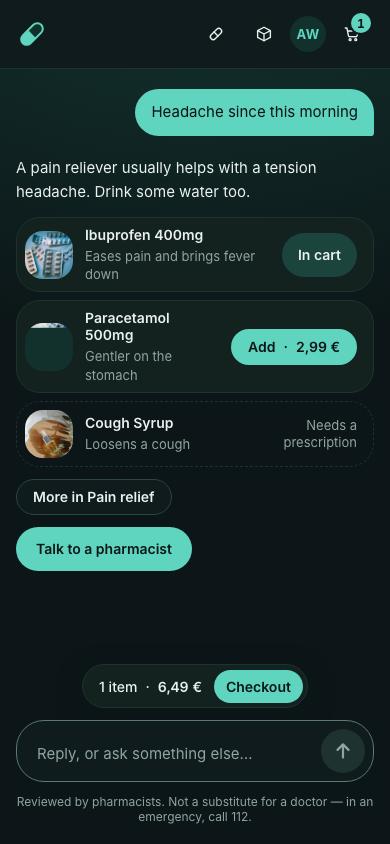 AW
1
Headache since this morning
A pain reliever usually helps with a tension
headache. Drink some water too.
Ibuprofen 400mg
Eases pain and brings fever
down
In cart
Paracetamol
500mg
Gentler on the
stomach
Add · 2,99 €
Cough Syrup
Loosens a cough
Needs a
prescription
More in Pain relief
Talk to a pharmacist
1 item · 6,49 €
Checkout
Reply, or ask something else...
Reviewed by pharmacists. Not a substitute for a doctor — in an
emergency, call 112.